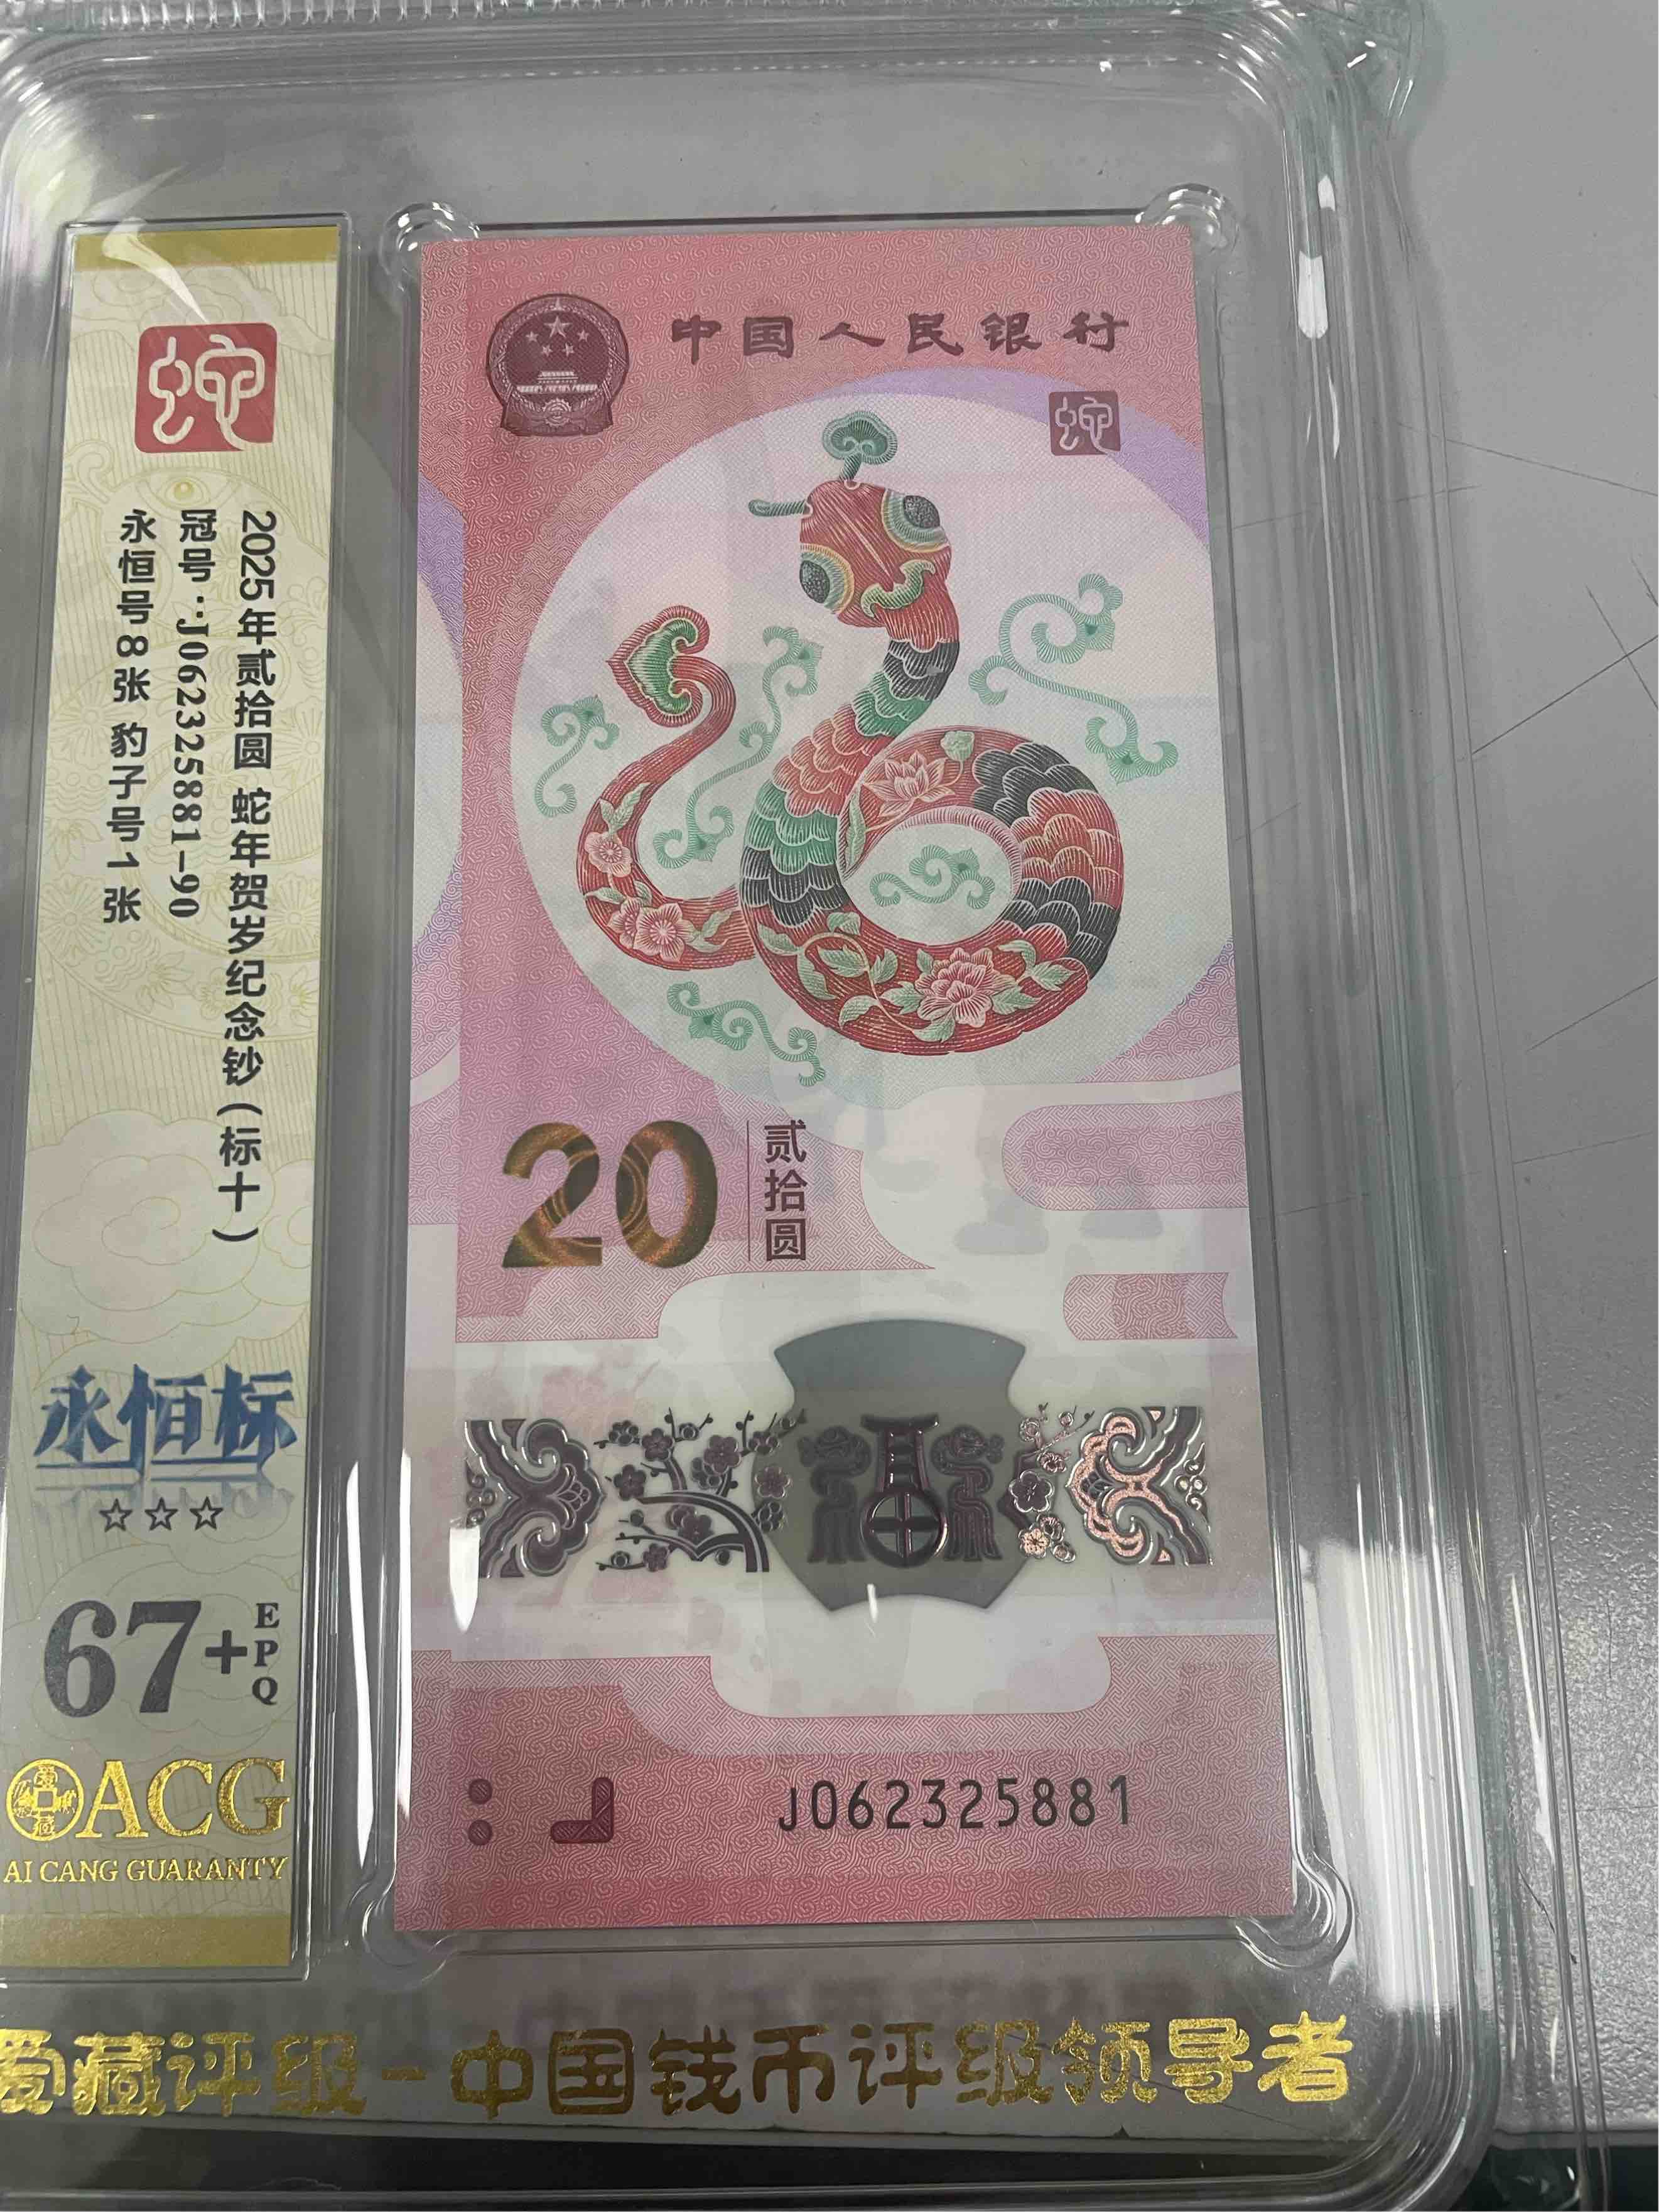 蛇
2025年贰拾圆 蛇年贺岁纪念钞（标十）
冠号：J062325881-90
永恒号8张 豹子号1张
永恒标
☆☆☆
67+
EPQ
ACG
AI CANG GUARANTY
中国人民银行
蛇
20
贰拾圆
福
J062325881
爱藏评级-中国钱币评级领导者